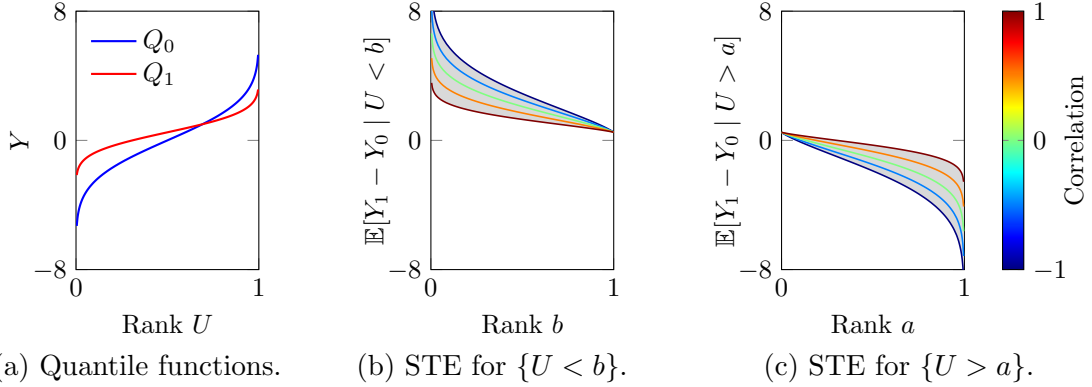 8
0
−8
Y
Q₀
Q₁
0 1
Rank U
(a) Quantile functions.
8
0
−8
𝔼[Y₁ − Y₀ | U < b]
0 1
Rank b
(b) STE for {U < b}.
8
0
−8
𝔼[Y₁ − Y₀ | U > a]
0 1
Rank a
(c) STE for {U > a}.
1
0
−1
Correlation